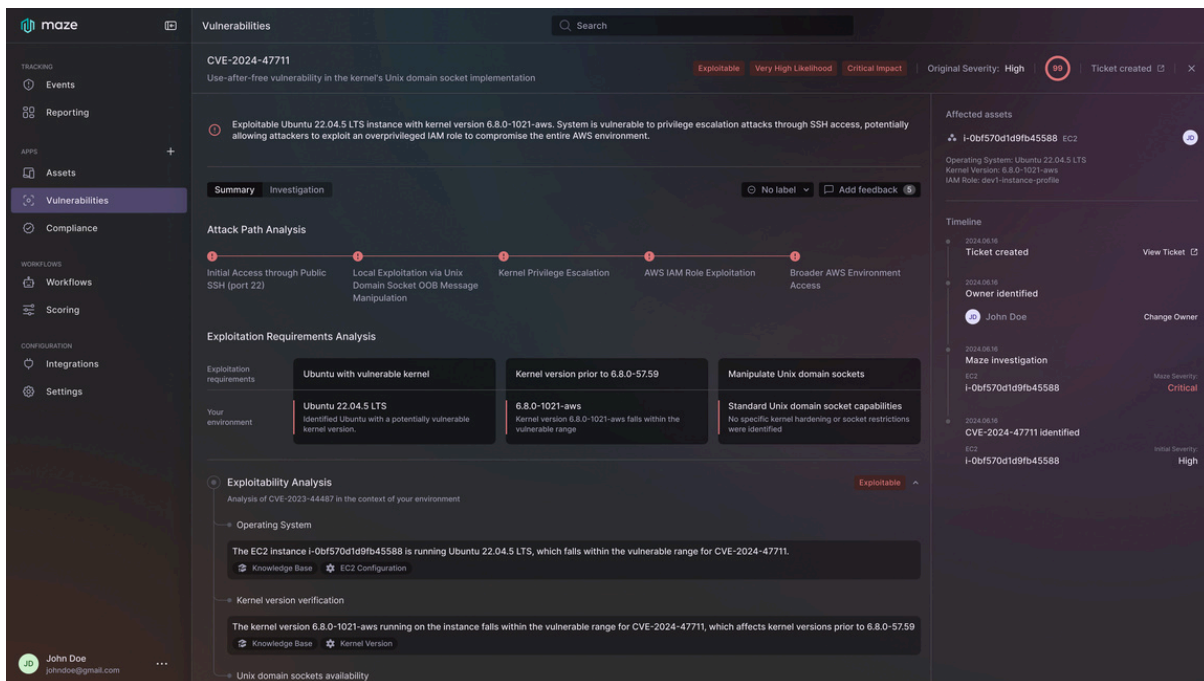 maze
Vulnerabilities
Search
TRACKING
Events
Reporting
APPS
+
Assets
Vulnerabilities
Compliance
WORKFLOWS
Workflows
Scoring
CONFIGURATION
Integrations
Settings
JD
John Doe
johndoe@gmail.com
CVE-2024-47711
Use-after-free vulnerability in the kernel's Unix domain socket implementation
Exploitable
Very High Likelihood
Critical Impact
Original Severity: High
99
Ticket created
Exploitable Ubuntu 22.04.5 LTS instance with kernel version 6.8.0-1021-aws. System is vulnerable to privilege escalation attacks through SSH access, potentially
allowing attackers to exploit an overprivileged IAM role to compromise the entire AWS environment.
Summary
Investigation
No label
Add feedback 5
Attack Path Analysis
Initial Access through Public
SSH (port 22)
Local Exploitation via Unix
Domain Socket OOB Message
Manipulation
Kernel Privilege Escalation
AWS IAM Role Exploitation
Broader AWS Environment
Access
Exploitation Requirements Analysis
Exploitation
requirements
Ubuntu with vulnerable kernel
Kernel version prior to 6.8.0-57.59
Manipulate Unix domain sockets
Your
environment
Ubuntu 22.04.5 LTS
Identified Ubuntu with a potentially vulnerable
kernel version.
6.8.0-1021-aws
Kernel version 6.8.0-1021-aws falls within the
vulnerable range
Standard Unix domain socket capabilities
No specific kernel hardening or socket restrictions
were identified
Exploitability Analysis
Exploitable
Analysis of CVE-2023-44487 in the context of your environment
Operating System
The EC2 instance i-0bf570d1d9fb45588 is running Ubuntu 22.04.5 LTS, which falls within the vulnerable range for CVE-2024-47711.
Knowledge Base
EC2 Configuration
Kernel version verification
The kernel version 6.8.0-1021-aws running on the instance falls within the vulnerable range for CVE-2024-47711, which affects kernel versions prior to 6.8.0-57.59
Knowledge Base
Kernel Version
Unix domain sockets availability
Affected assets
i-0bf570d1d9fb45588 EC2
JD
Operating System: Ubuntu 22.04.5 LTS
Kernel Version: 6.8.0-1021-aws
IAM Role: dev1-instance-profile
Timeline
2024.06.16
Ticket created
View Ticket
2024.06.16
Owner identified
JD John Doe
Change Owner
2024.06.16
Maze investigation
EC2
Maze Severity:
i-0bf570d1d9fb45588
Critical
2024.06.16
CVE-2024-47711 identified
EC2
Initial Severity:
i-0bf570d1d9fb45588
High